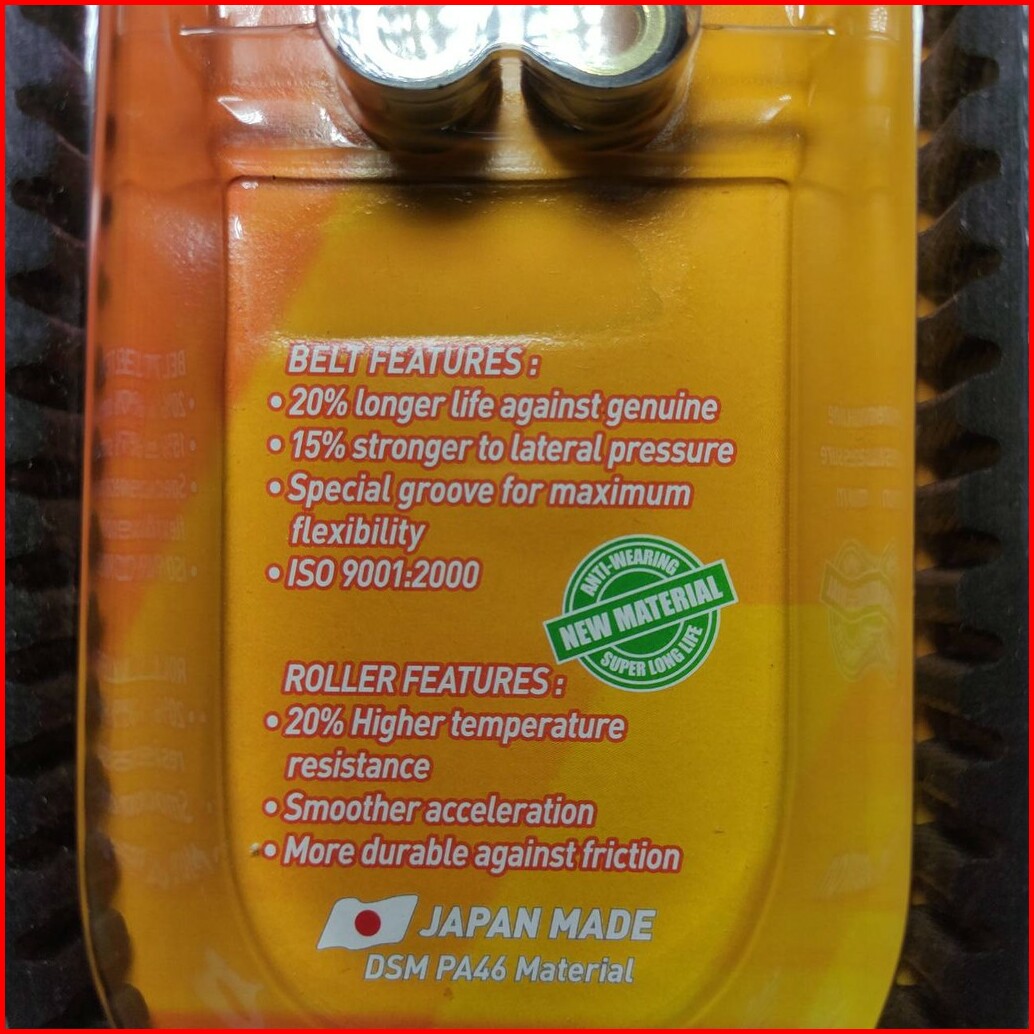 BELT FEATURES :
• 20% longer life against genuine
• 15% stronger to lateral pressure
• Special groove for maximum
flexibility
• ISO 9001:2000
ANTI-WEARING
NEW MATERIAL
SUPER LONG LIFE
ROLLER FEATURES :
• 20% Higher temperature
resistance
• Smoother acceleration
• More durable against friction
JAPAN MADE
DSM PA46 Material